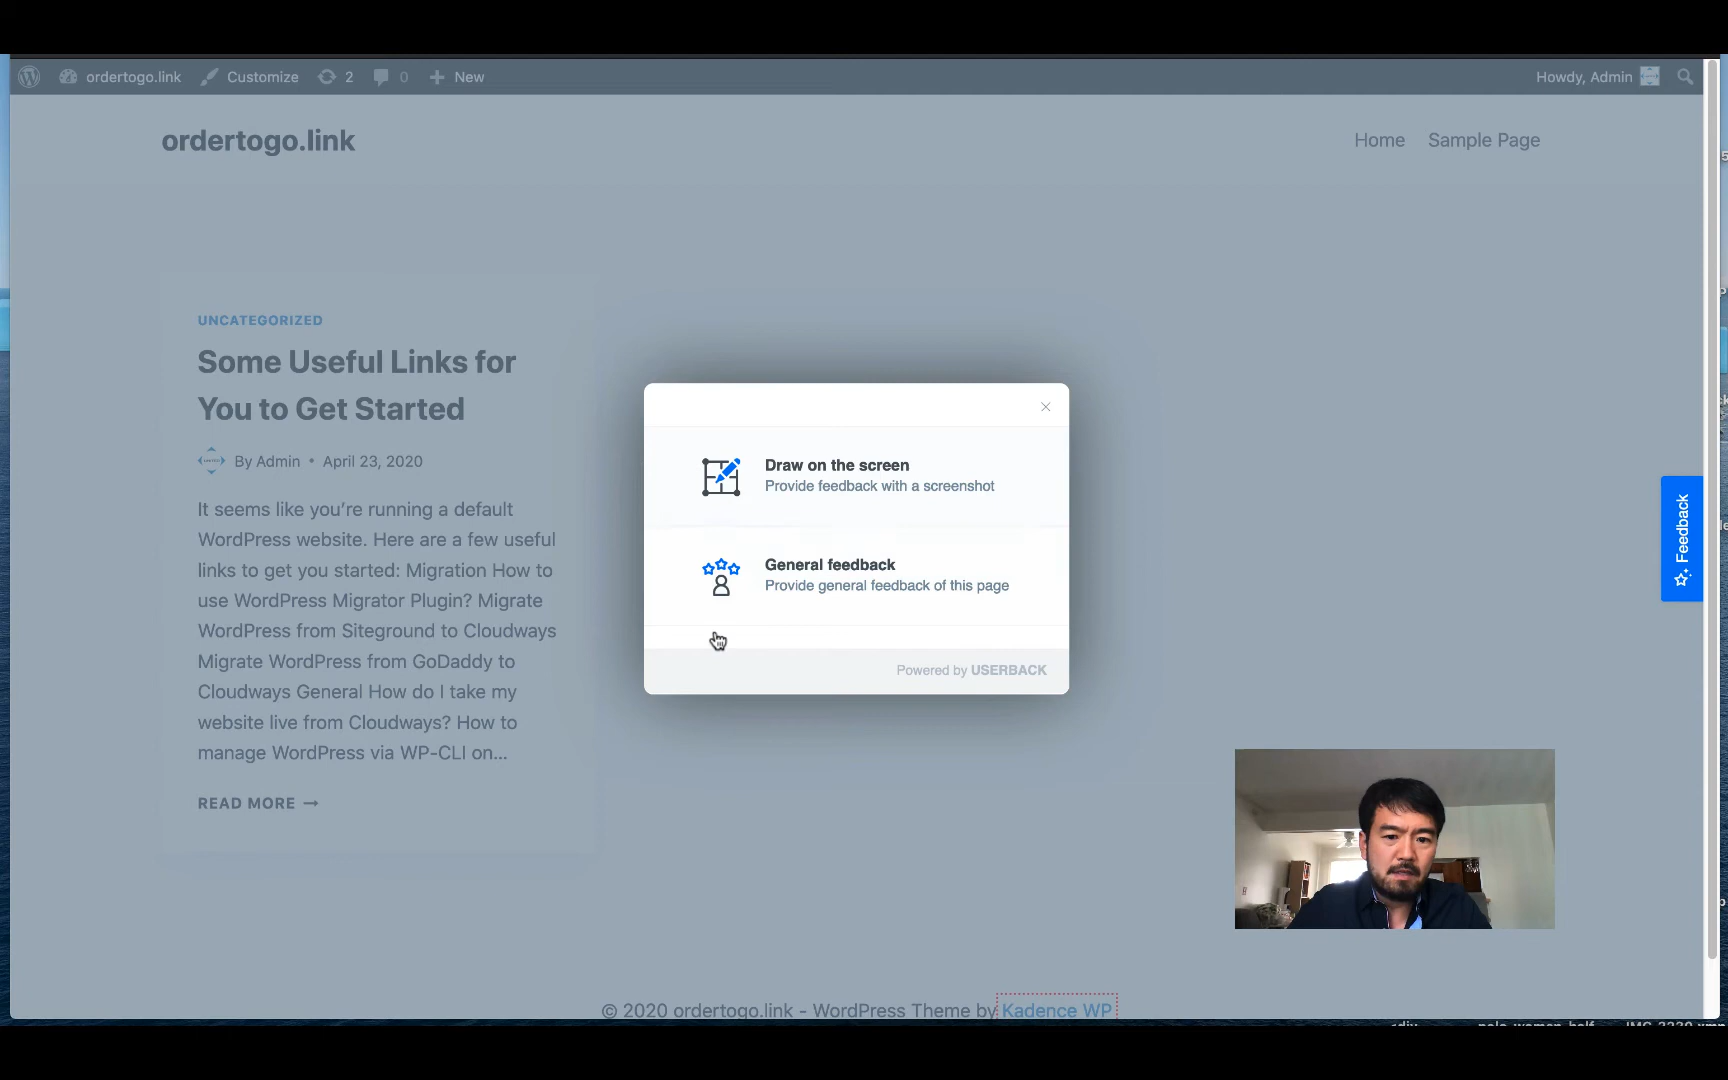 ordertogo.link Customize 2 0 New Howdy, Admin
ordertogo.link
Home Sample Page
UNCATEGORIZED
Some Useful Links for
You to Get Started
By Admin • April 23, 2020
It seems like you're running a default
WordPress website. Here are a few useful
links to get you started: Migration How to
use WordPress Migrator Plugin? Migrate
WordPress from Siteground to Cloudways
Migrate WordPress from GoDaddy to
Cloudways General How do I take my
website live from Cloudways? How to
manage WordPress via WP-CLI on...
READ MORE →
Draw on the screen
Provide feedback with a screenshot
General feedback
Provide general feedback of this page
Powered by USERBACK
Feedback
© 2020 ordertogo.link - WordPress Theme by Kadence WP